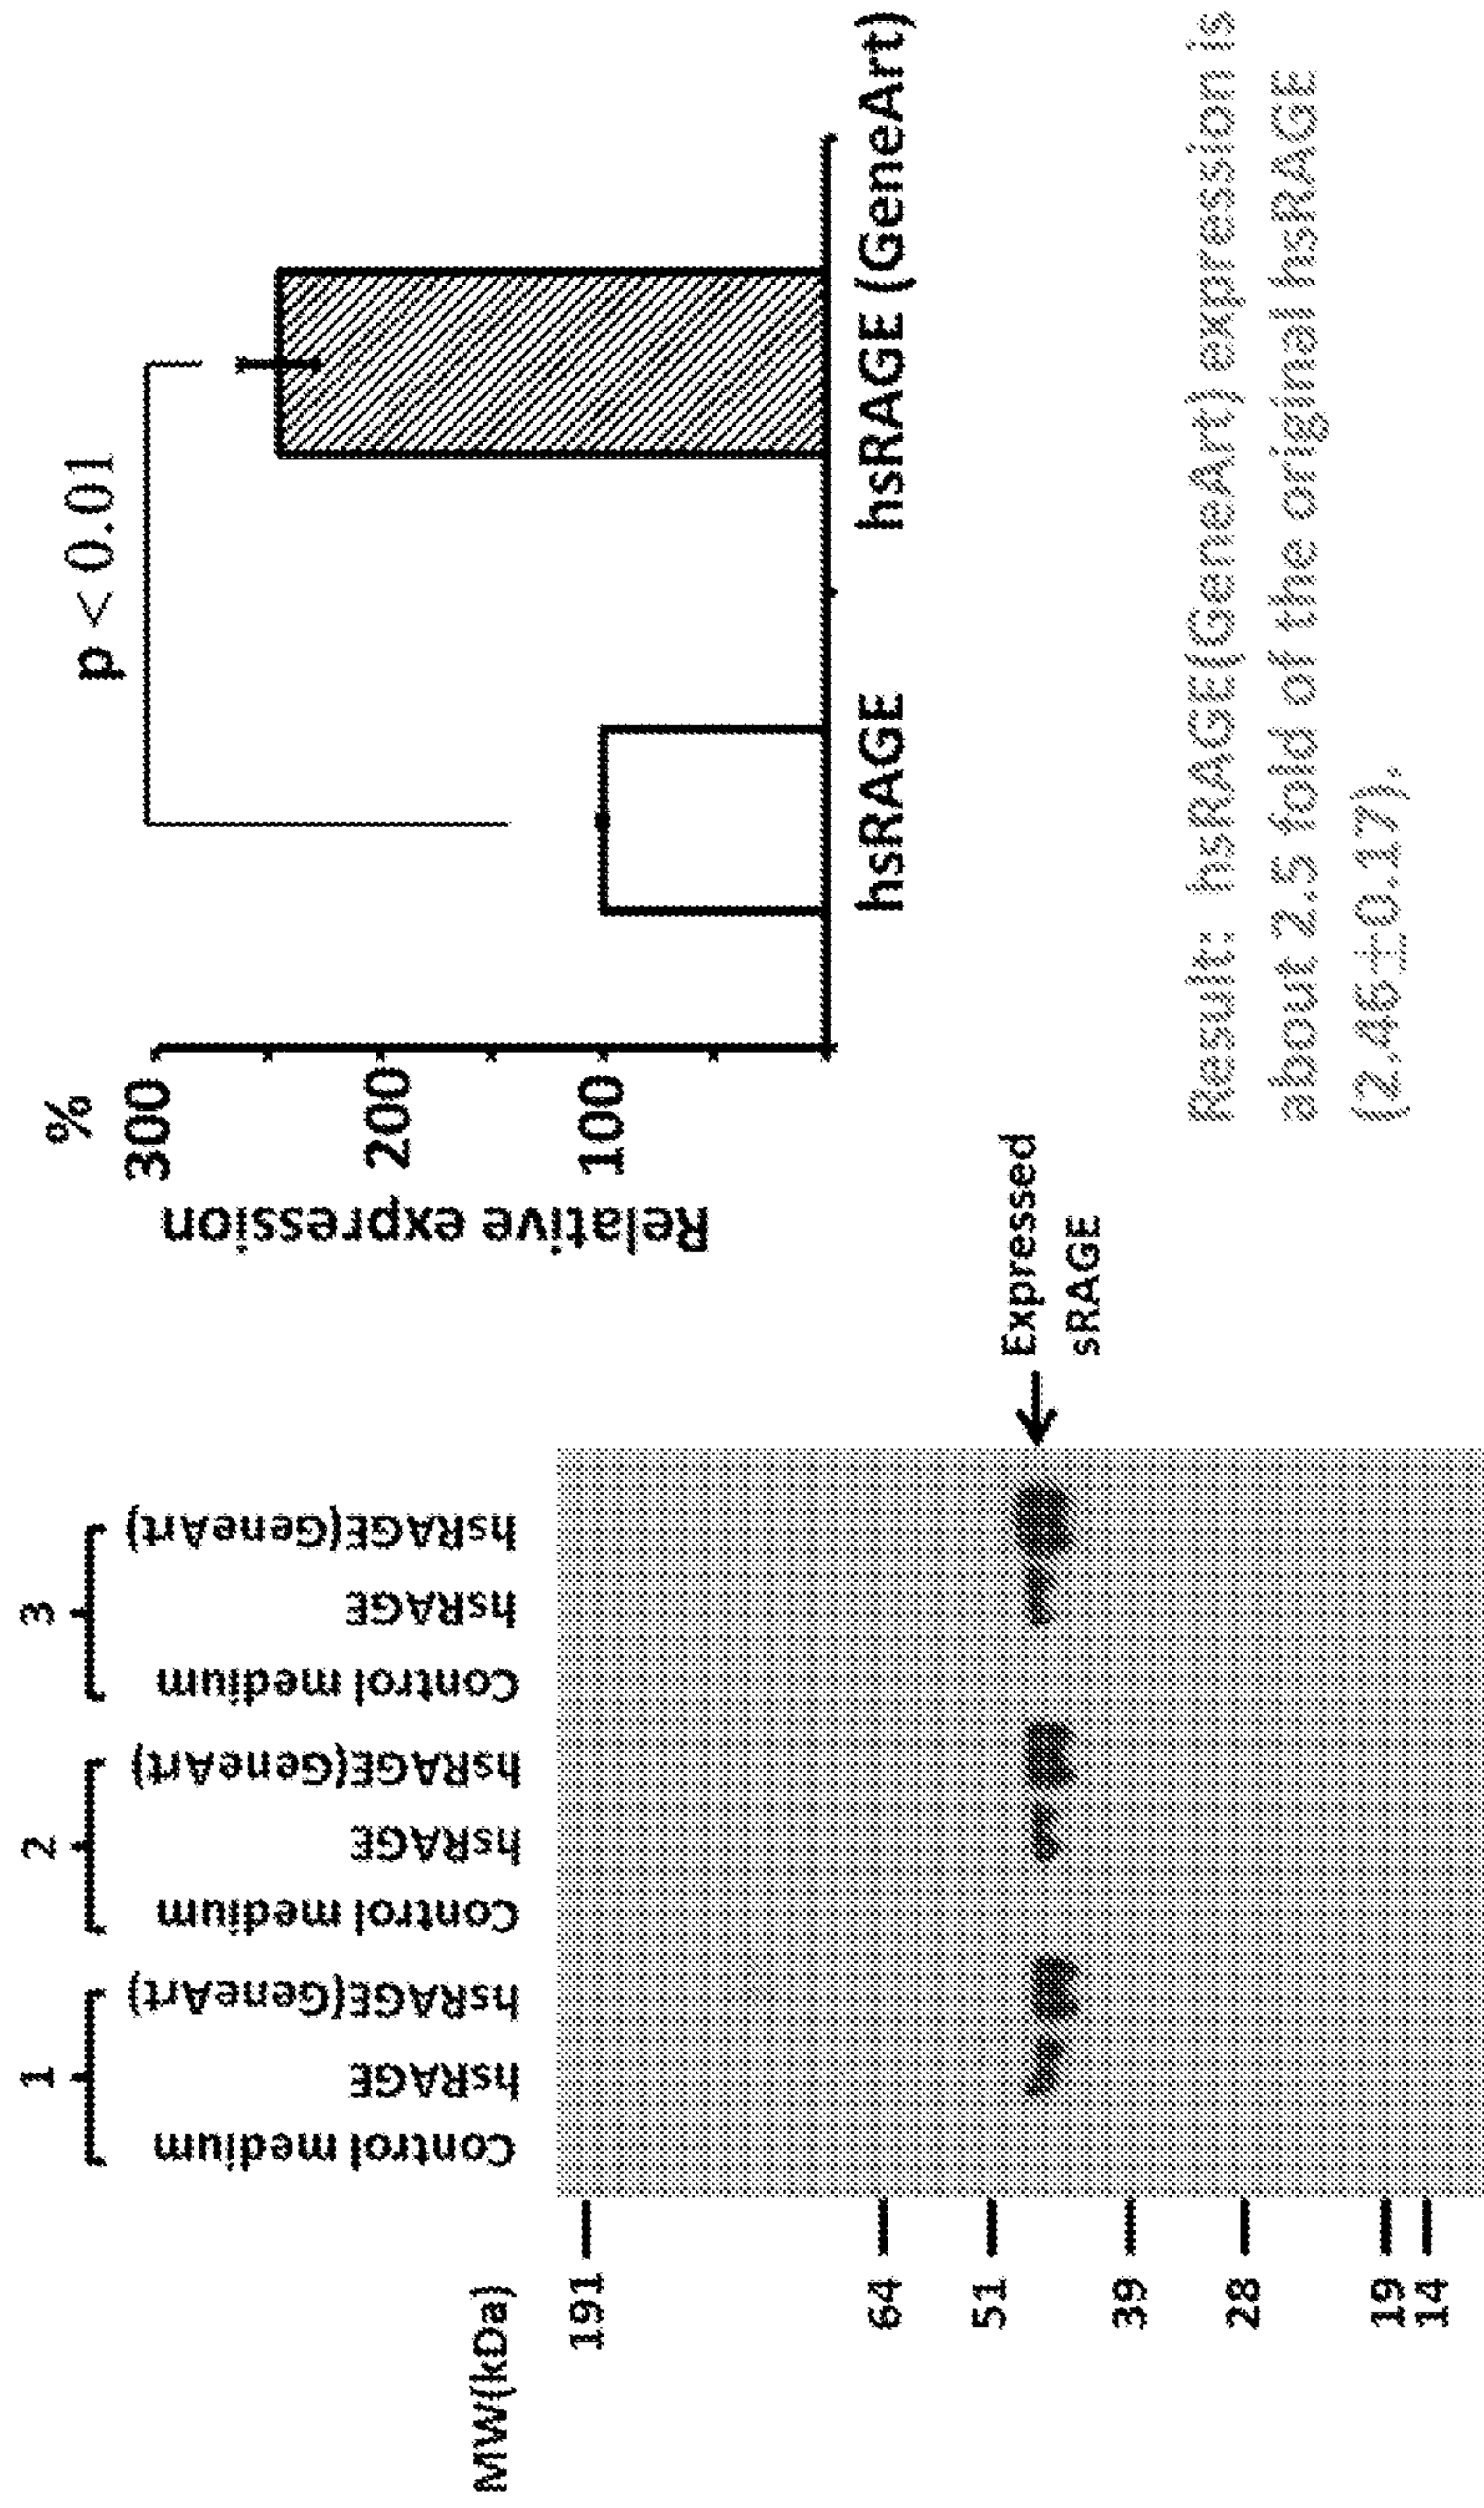 1
2
3
Control medium
hsRAGE
hsRAGE(GeneArt)
Control medium
hsRAGE
hsRAGE(GeneArt)
Control medium
hsRAGE
hsRAGE(GeneArt)
MW(kDa)
191
64
51
39
28
19
14
Expressed
sRAGE
%
300
200
100
Relative expression
p < 0.01
hsRAGE
hsRAGE (GeneArt)
Result: hsRAGE(GeneArt) expression is
about 2.5 fold of the original hsRAGE
(2.46±0.17).